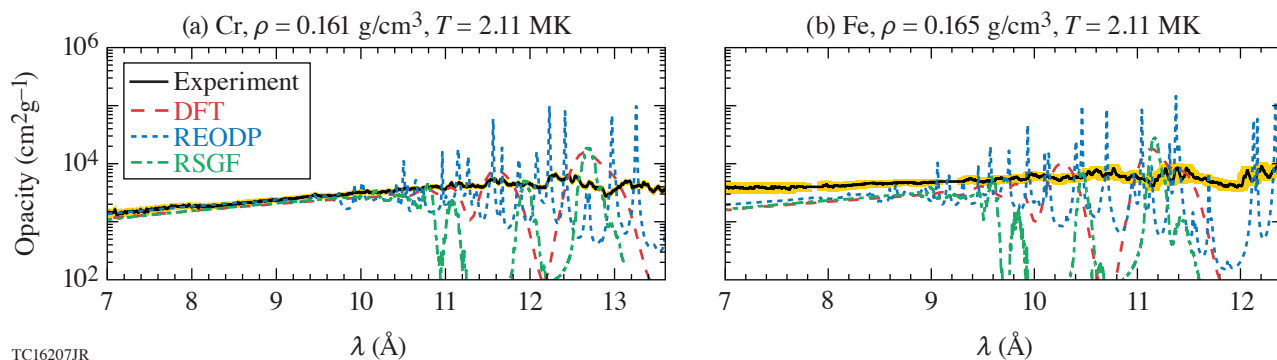 (a) Cr, ρ = 0.161 g/cm³, T = 2.11 MK
(b) Fe, ρ = 0.165 g/cm³, T = 2.11 MK
Opacity (cm²g⁻¹)
10⁶
10⁴
10²
Experiment
DFT
REODP
RSGF
7 8 9 10 11 12 13
7 8 9 10 11 12
λ (Å)
λ (Å)
TC16207JR